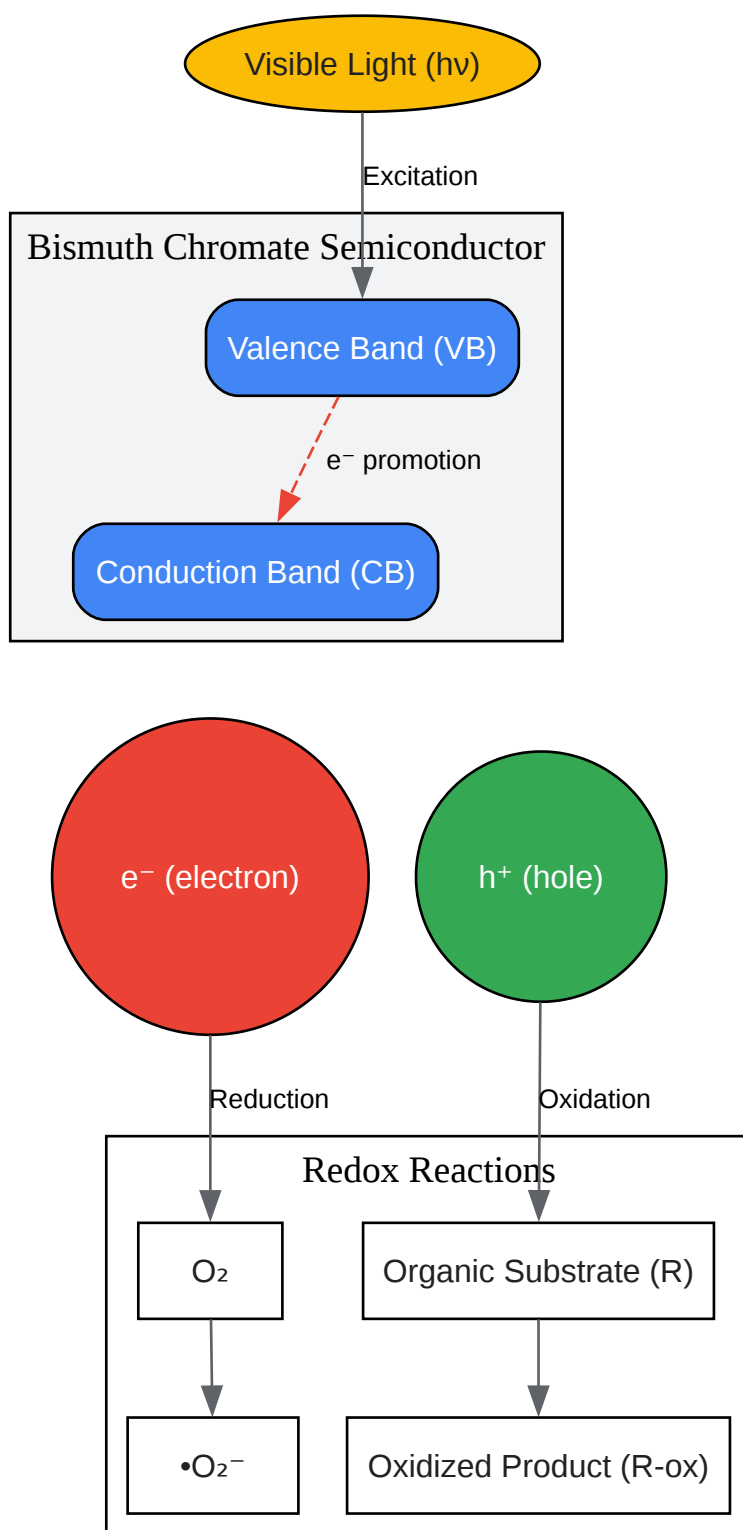 Visible Light (hν)
Excitation
Bismuth Chromate Semiconductor
Valence Band (VB)
e⁻ promotion
Conduction Band (CB)
e⁻ (electron)
h⁺ (hole)
Reduction
Oxidation
Redox Reactions
O₂
Organic Substrate (R)
•O₂⁻
Oxidized Product (R-ox)